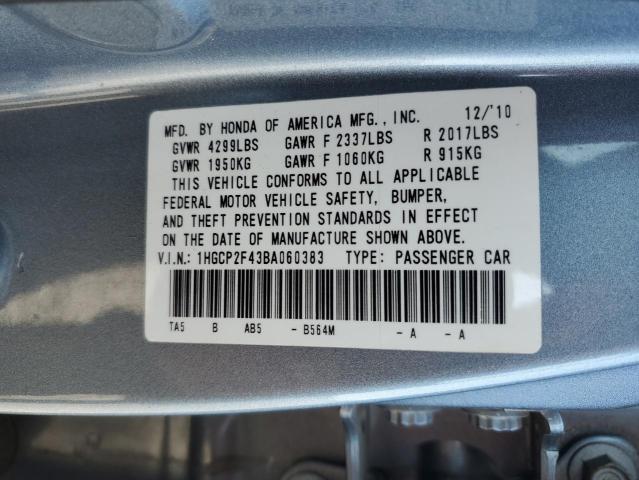 MFD. BY HONDA OF AMERICA MFG., INC. 12/'10
GVWR 4299LBS GAWR F 2337LBS R 2017LBS
GVWR 1950KG GAWR F 1060KG R 915KG
THIS VEHICLE CONFORMS TO ALL APPLICABLE
FEDERAL MOTOR VEHICLE SAFETY, BUMPER,
AND THEFT PREVENTION STANDARDS IN EFFECT
ON THE DATE OF MANUFACTURE SHOWN ABOVE.
V.I.N.: 1HGCP2F43BA060383 TYPE: PASSENGER CAR
TA5 B AB5 - B564M - A - A